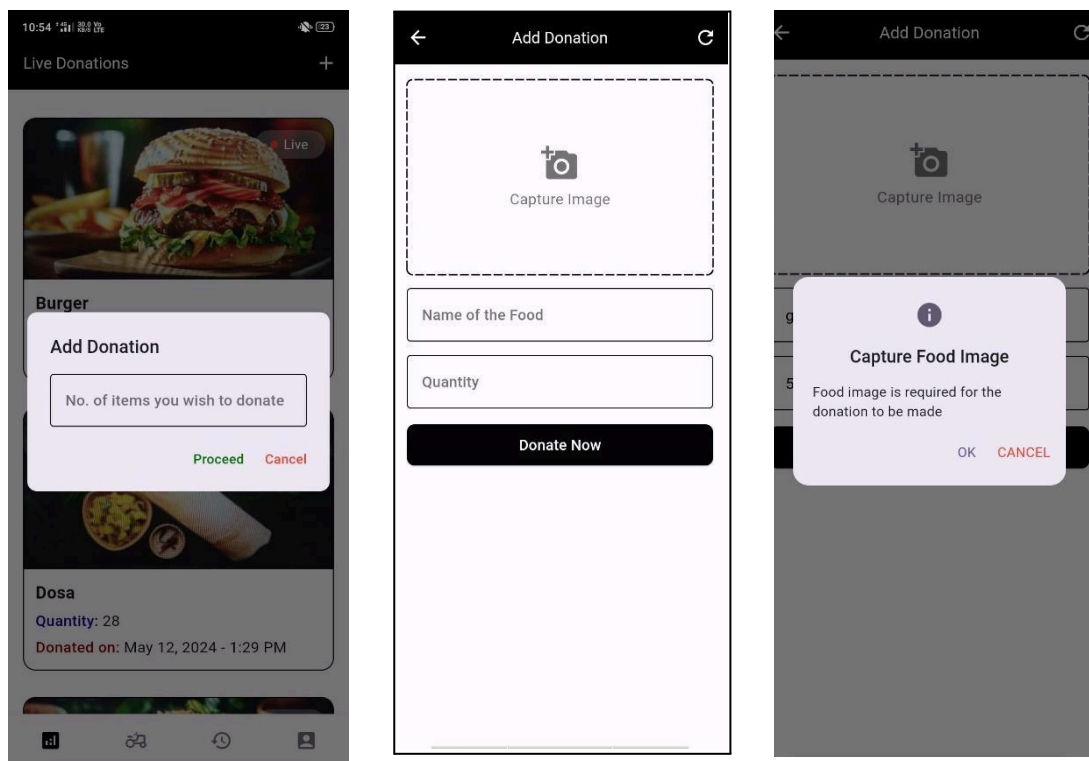 10:54
LTE
23
Live Donations
Live
Burger
Add Donation
No. of items you wish to donate
Proceed Cancel
Dosa
Quantity: 28
Donated on: May 12, 2024 - 1:29 PM
Add Donation
Capture Image
Name of the Food
Quantity
Donate Now
Add Donation
Capture Image
g
5
Capture Food Image
Food image is required for the
donation to be made
OK CANCEL